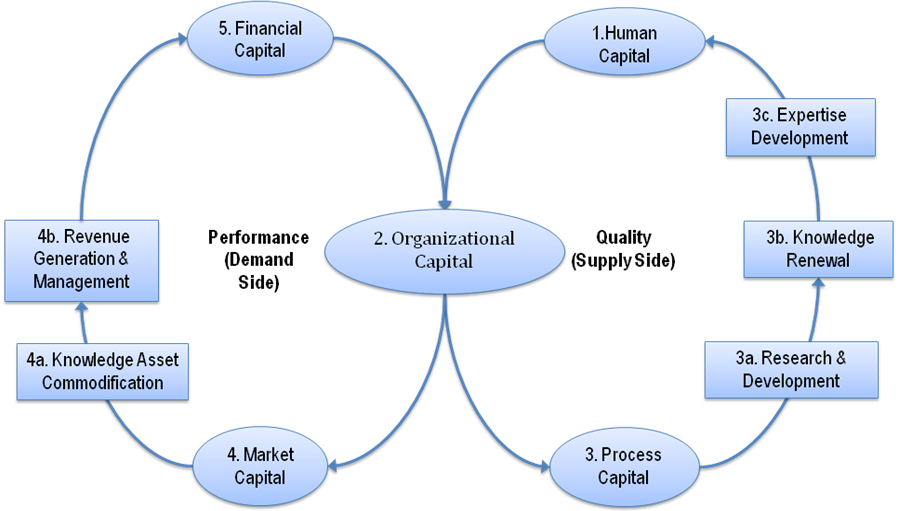 5. Financial
Capital
1.Human
Capital
3c. Expertise
Development
4b. Revenue
Generation &
Management
Performance
(Demand
Side)
2. Organizational
Capital
Quality
(Supply Side)
3b. Knowledge
Renewal
4a. Knowledge Asset
Commodification
3a. Research &
Development
4. Market
Capital
3. Process
Capital